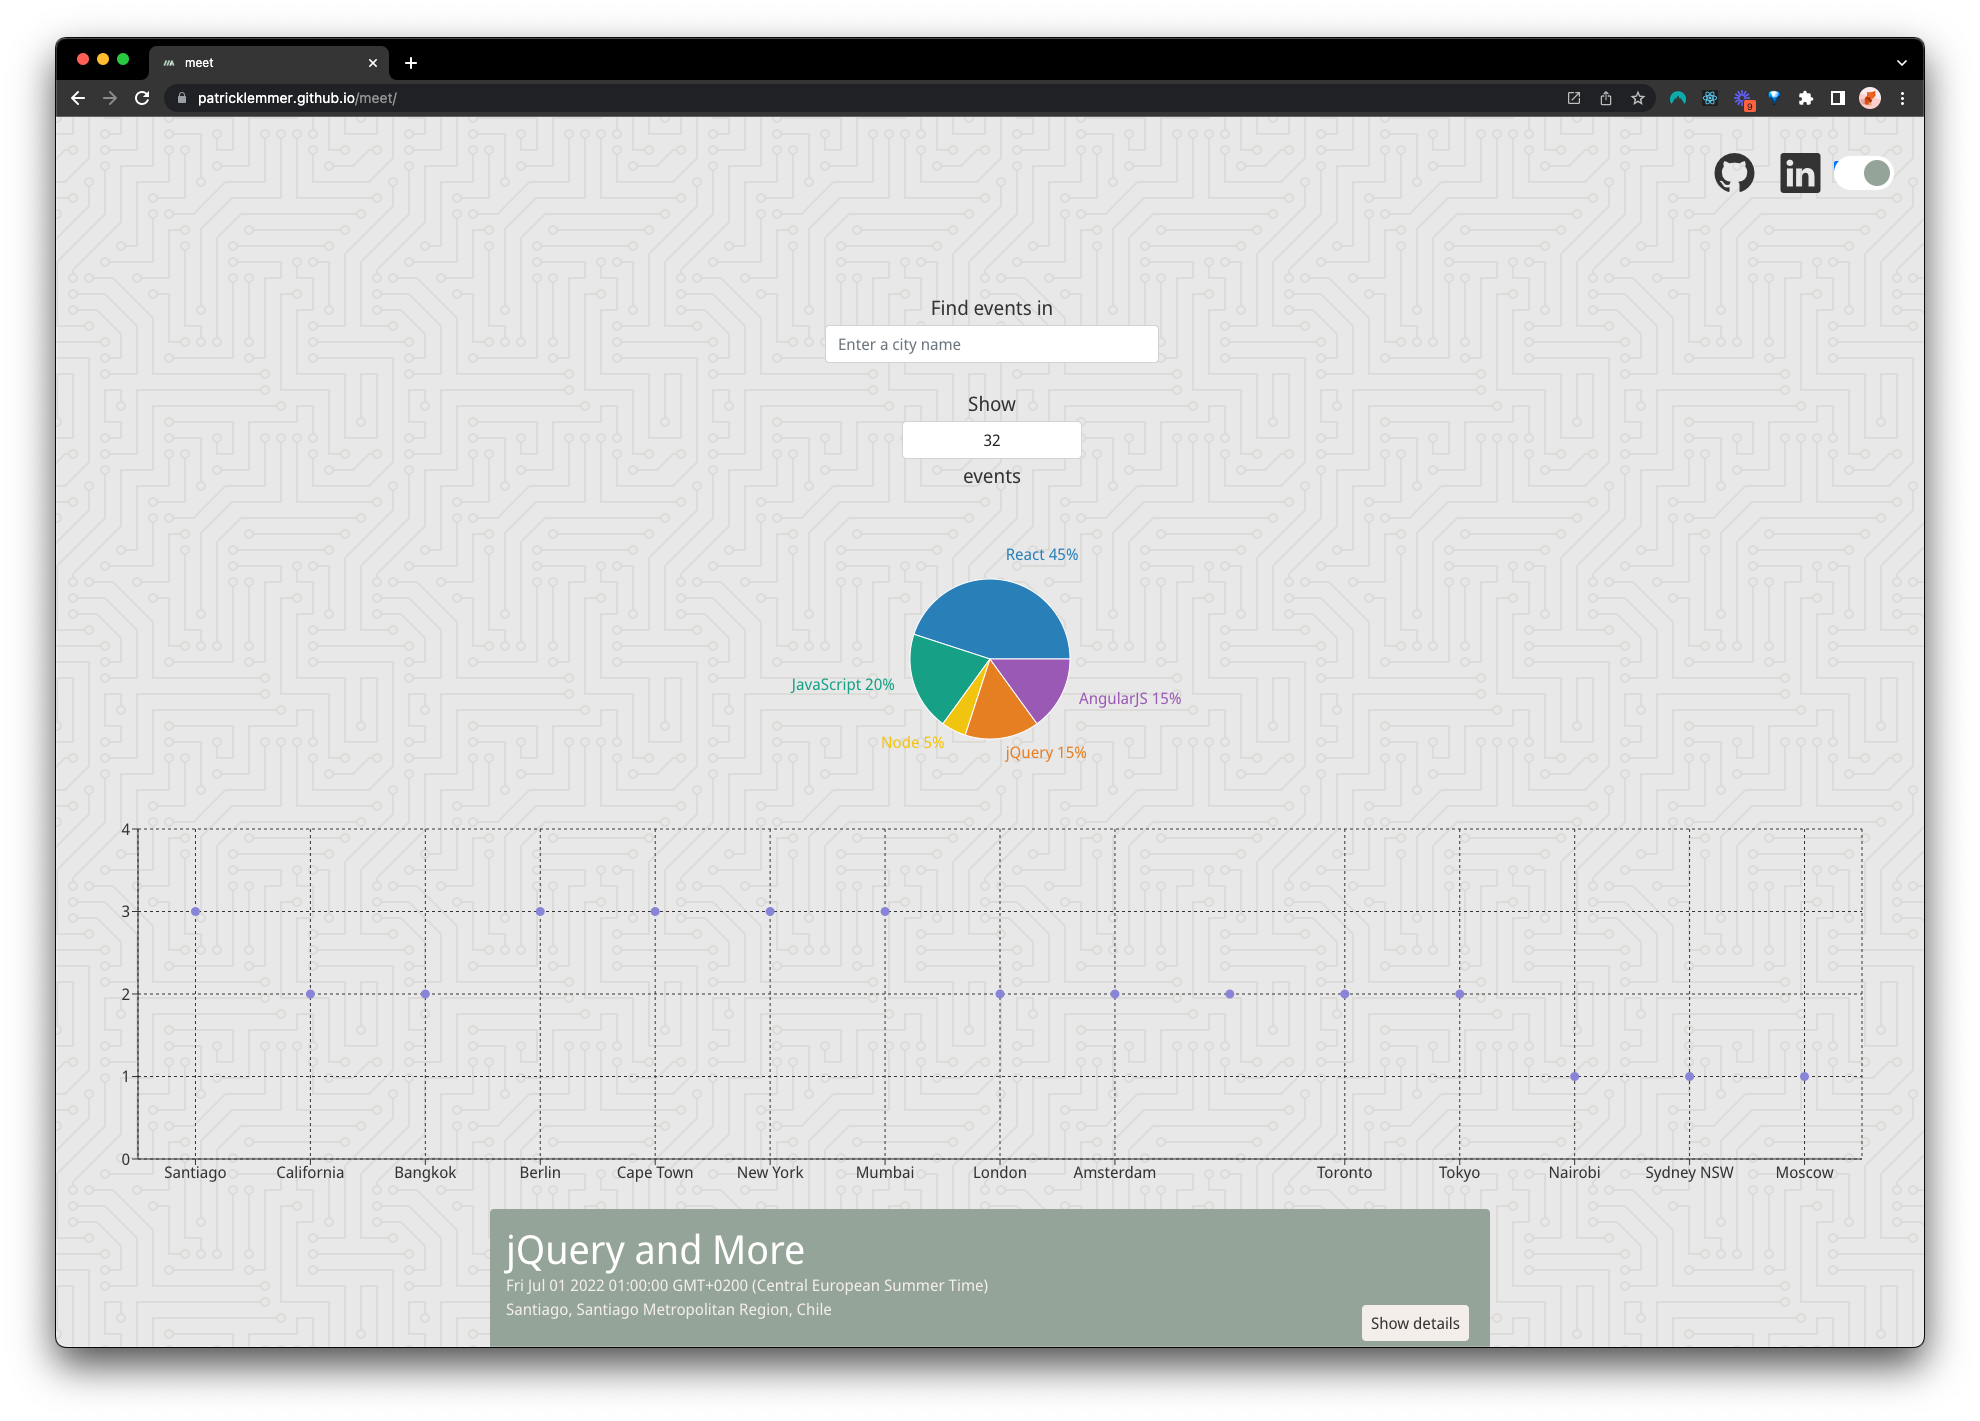 meet
patricklemmer.github.io/meet/
9
Find events in
Enter a city name
Show
32
events
React 45%
JavaScript 20%
AngularJS 15%
Node 5%
jQuery 15%
4
3
2
1
0
Santiago California Bangkok Berlin Cape Town New York Mumbai London Amsterdam Toronto Tokyo Nairobi Sydney NSW Moscow
jQuery and More
Fri Jul 01 2022 01:00:00 GMT+0200 (Central European Summer Time)
Santiago, Santiago Metropolitan Region, Chile
Show details